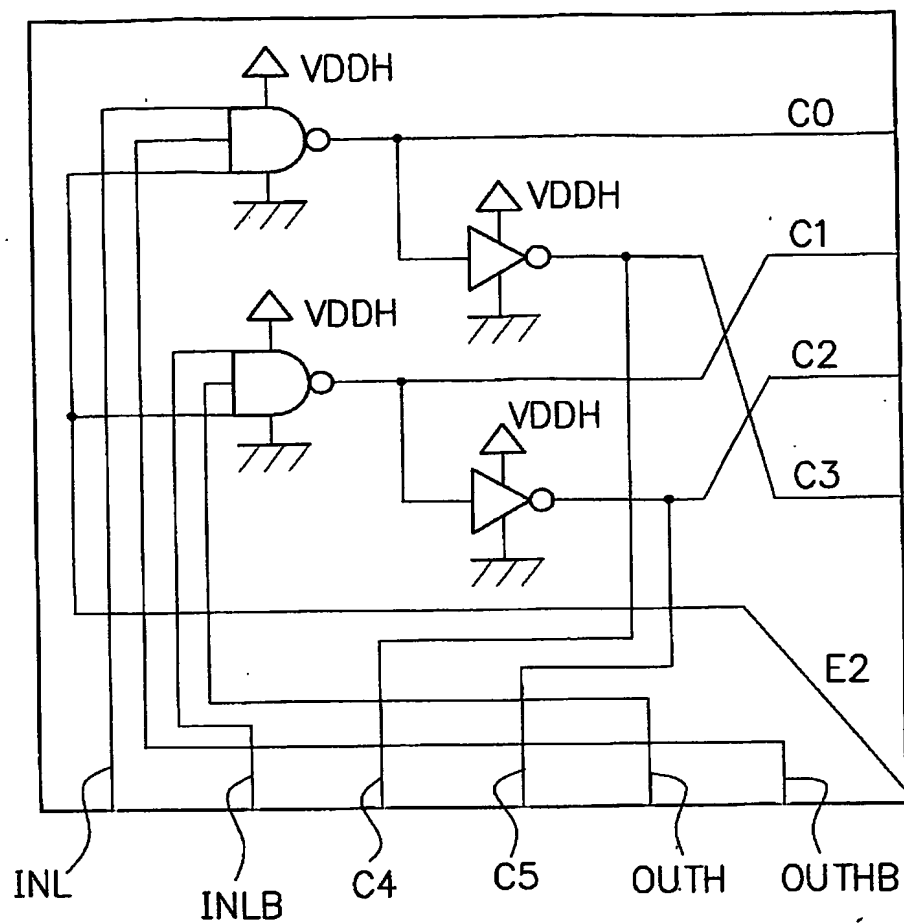 VDDH
C0
VDDH
C1
VDDH
C2
VDDH
C3
E2
INL
INLB
C4
C5
OUTH
OUTHB